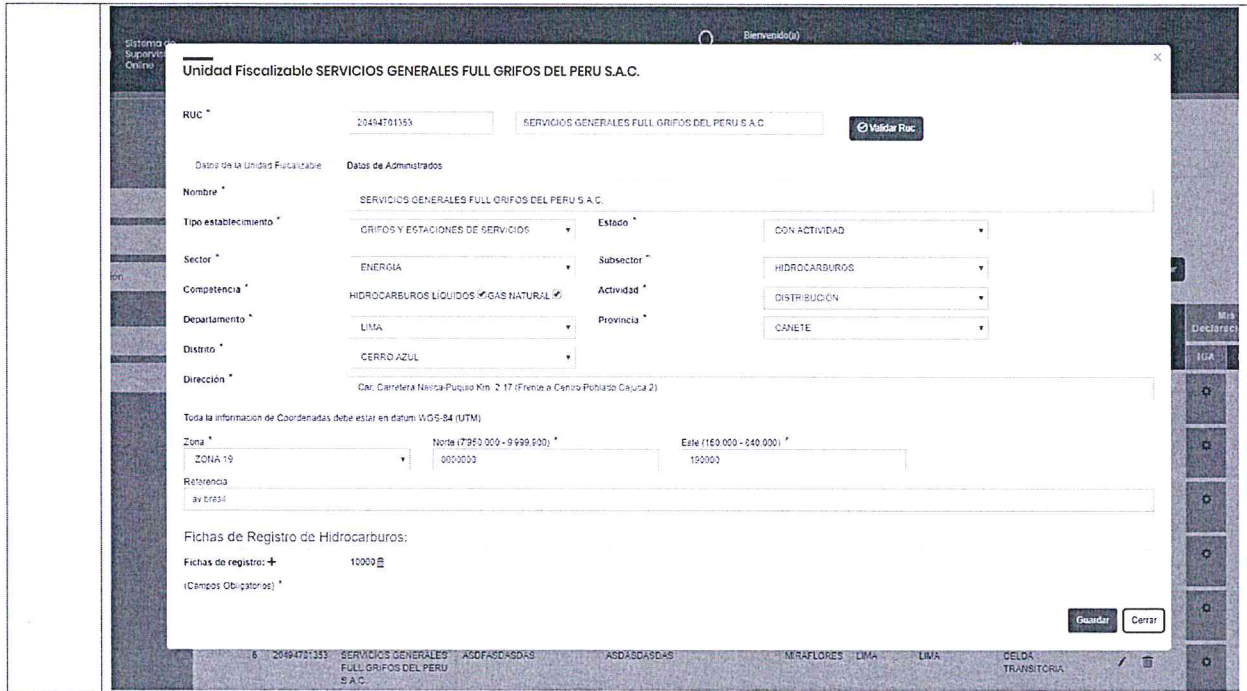 Sistema de
Supervisi
Online
Bienvenido(a)
Unidad Fiscalizable SERVICIOS GENERALES FULL GRIFOS DEL PERU S.A.C.
RUC * 20494701353 SERVICIOS GENERALES FULL GRIFOS DEL PERU S.A.C. Validar Ruc
Datos de la Unidad Fiscalizable Datos de Administrados
Nombre * SERVICIOS GENERALES FULL GRIFOS DEL PERU S.A.C.
Tipo establecimiento * GRIFOS Y ESTACIONES DE SERVICIOS Estado * CON ACTIVIDAD
Sector * ENERGIA Subsector * HIDROCARBUROS
Competencia * HIDROCARBUROS LÍQUIDOS GAS NATURAL Actividad * DISTRIBUCIÓN
Departamento * LIMA Provincia * CAÑETE
Distrito * CERRO AZUL
Dirección * Car. Carretera Nasca-Puquio Km. 2.17 (Frente a Centro Poblado Cajuca 2)
Toda la información de Coordenadas debe estar en datum WGS-84 (UTM)
Zona * Norte (7'950,000 - 9'999,900) * Este (150,000 - 840,000) *
ZONA 19 190000
Referencia
av brasil
Fichas de Registro de Hidrocarburos:
Fichas de registro: + 10000
(Campos Obligatorios) *
Guardar Cerrar
Mis
Declaraci
IGA
6 20494701353 SERVICIOS GENERALES ASDFASDASDAS ASDASDASDAS MIRAFLORES LIMA LIMA CELDA
FULL GRIFOS DEL PERU TRANSITORIA
S.A.C.